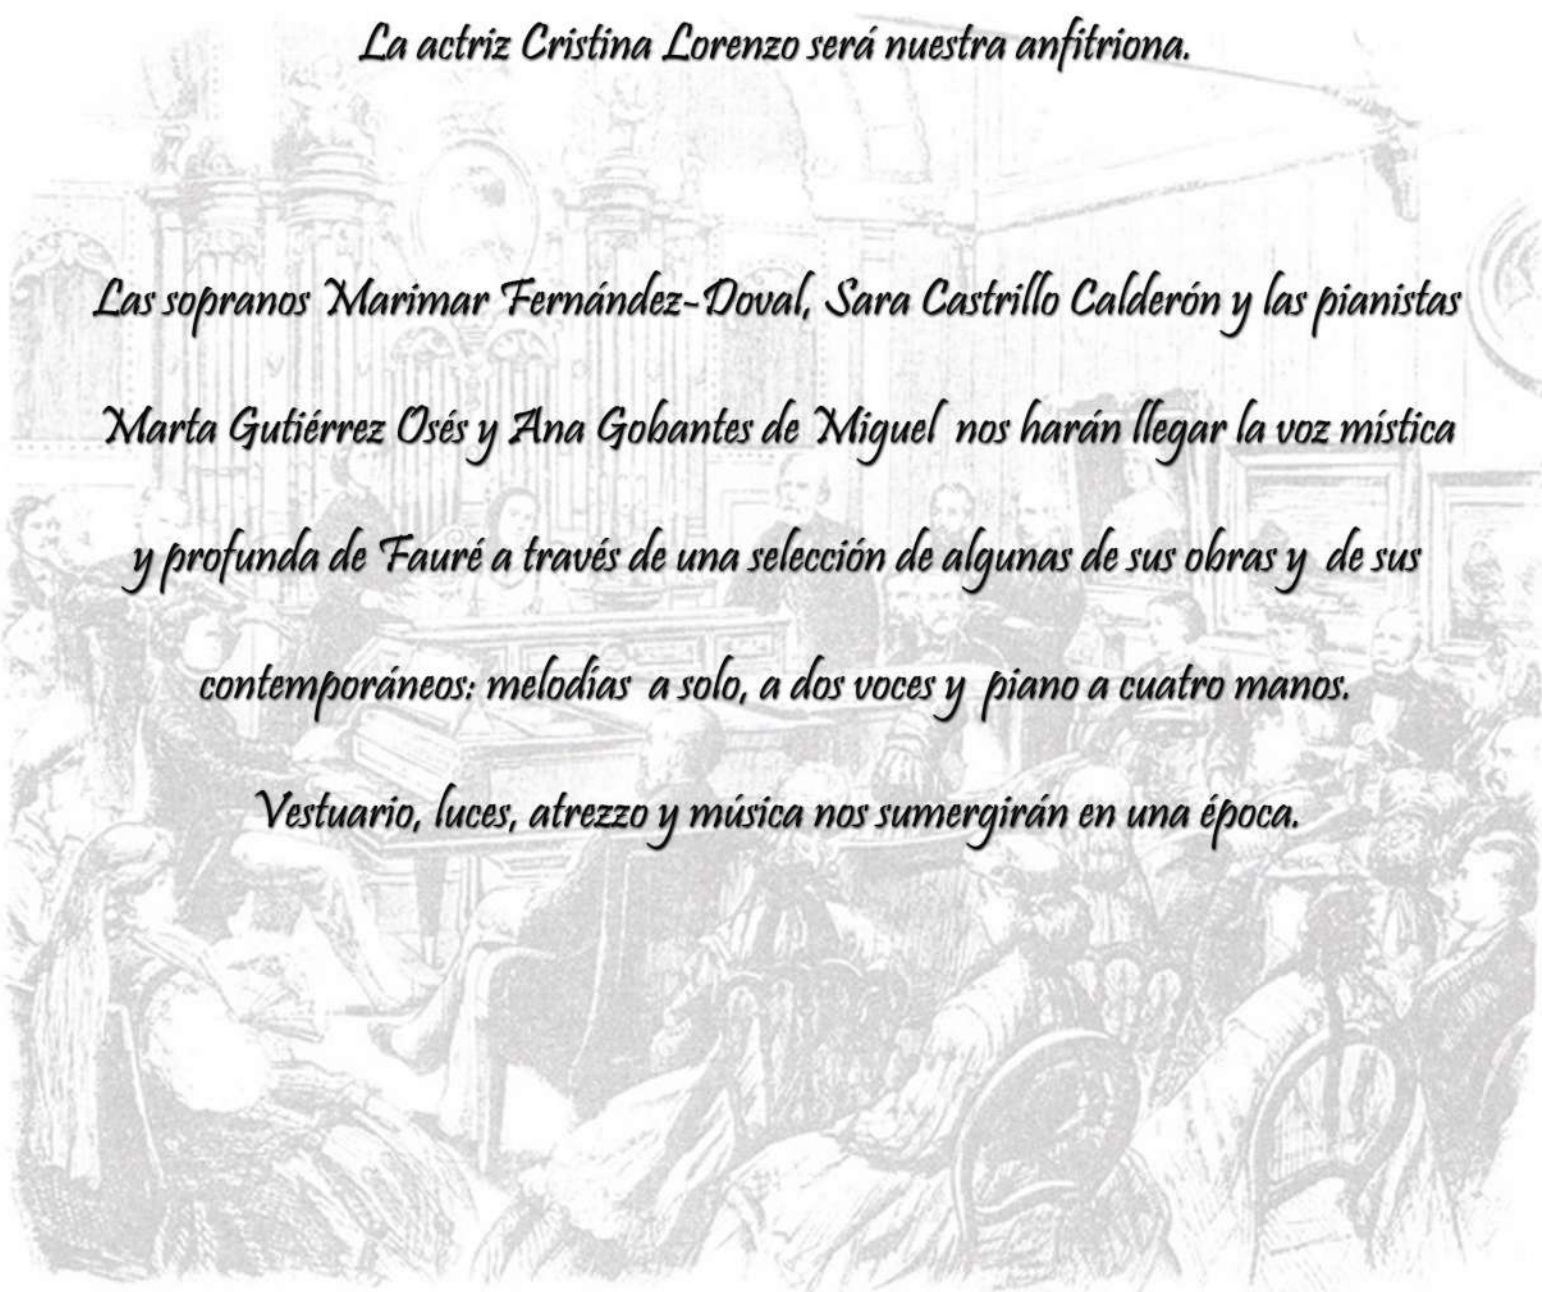 La actriz Cristina Lorenzo será nuestra anfitriona.
Las sopranos Marimar Fernández-Doval, Sara Castrillo Calderón y las pianistas
Marta Gutiérrez Osés y Ana Gobantes de Miguel nos harán llegar la voz mística
y profunda de Fauré a través de una selección de algunas de sus obras y de sus
contemporáneos: melodías a solo, a dos voces y piano a cuatro manos.
Vestuario, luces, atrezzo y música nos sumergirán en una época.